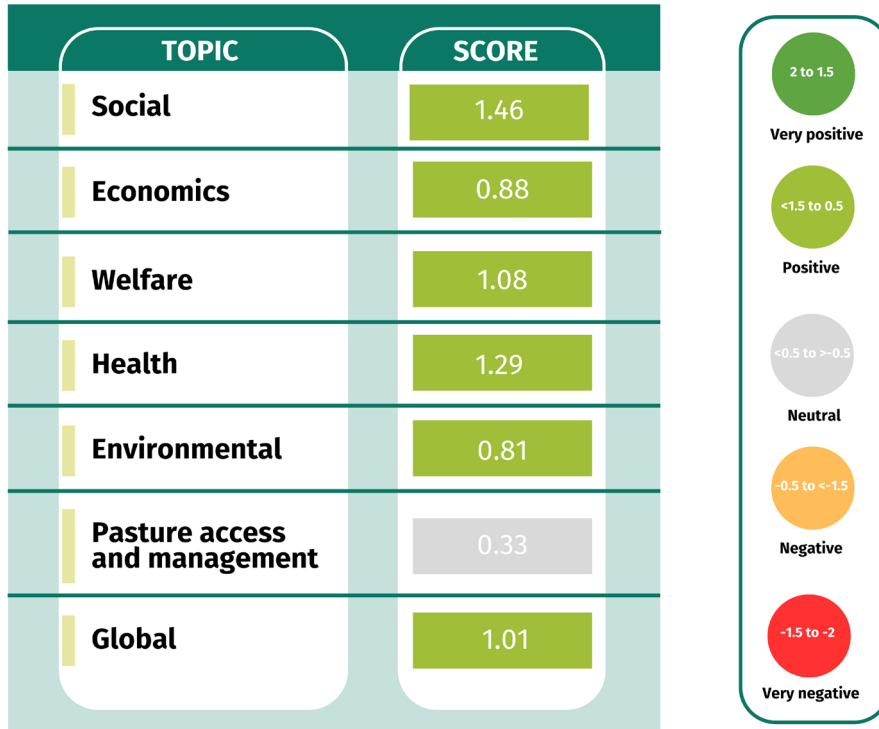 TOPIC SCORE
Social 1.46
Economics 0.88
Welfare 1.08
Health 1.29
Environmental 0.81
Pasture access
and management 0.33
Global 1.01
2 to 1.5
Very positive
<1.5 to 0.5
Positive
<0.5 to >-0.5
Neutral
-0.5 to <-1.5
Negative
-1.5 to -2
Very negative